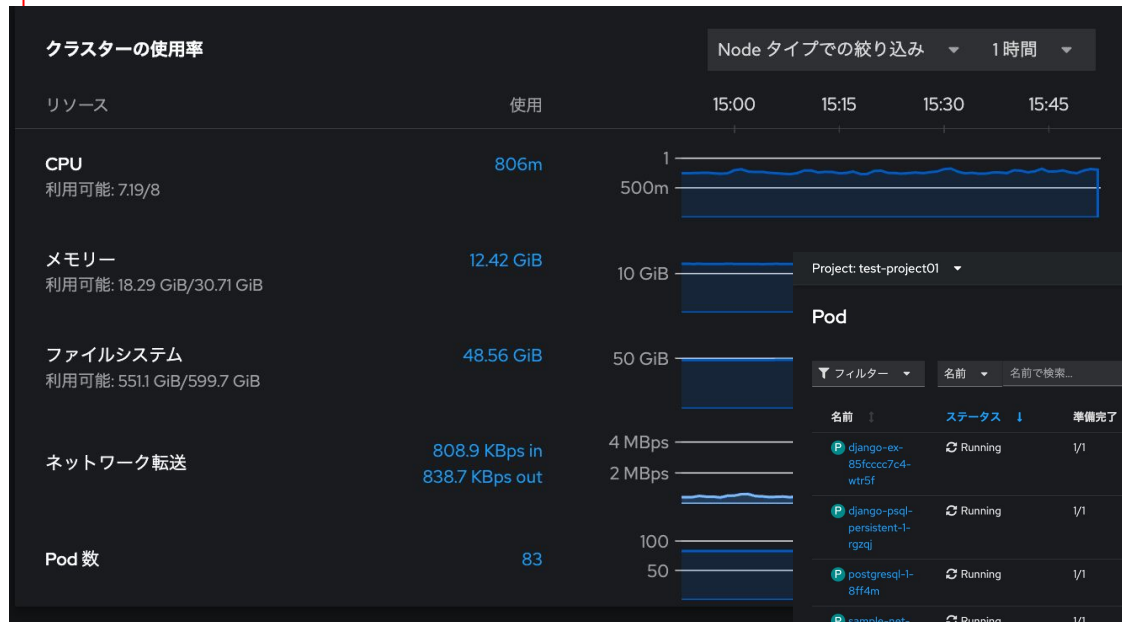 クラスターの使用率
Node タイプでの絞り込み 1時間
リソース 使用 15:00 15:15 15:30 15:45
CPU 806m
利用可能: 7.19/8
1
500m
メモリー 12.42 GiB
利用可能: 18.29 GiB/30.71 GiB
10 GiB
ファイルシステム 48.56 GiB
利用可能: 551.1 GiB/599.7 GiB
50 GiB
ネットワーク転送
808.9 KBps in
838.7 KBps out
4 MBps
2 MBps
Pod 数 83
100
50
Project: test-project01
Pod
フィルター 名前 名前で検索...
名前 ステータス 準備完了
P django-ex- Running 1/1
85fcccc7c4-
wtr5f
P django-psql- Running 1/1
persistent-1-
rgzqj
P postgresql-1- Running 1/1
8ff4m
P sample-net- Running 1/1